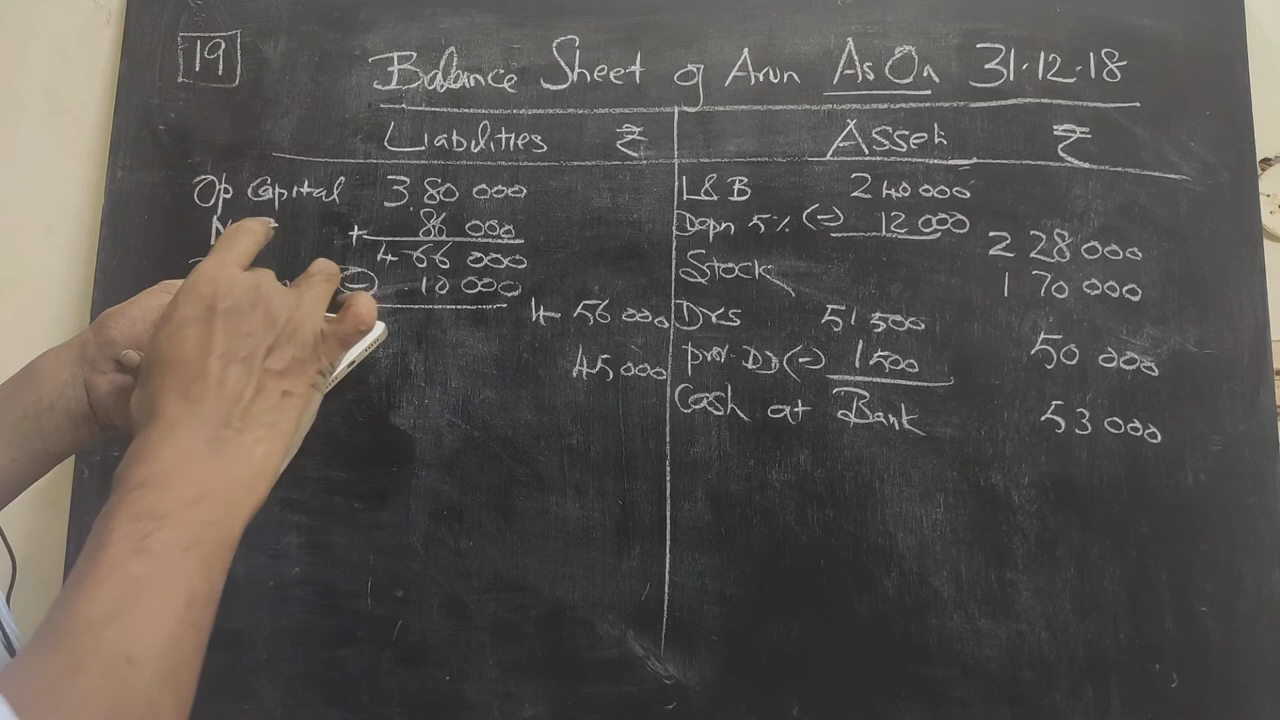 19
Balance Sheet of Arun As On 31.12.18
Liabilities ₹ Asset ₹
Op Capital 3 80 000
+ 86 000
4 66 000
(-) 10 000
4 56 000
45 000
L&B 2 40 000
Depn 5% (-) 12 000
2 28 000
Stock 1 70 000
Drs 51 500
prv. DD (-) 1 500 50 000
Cash at Bank 53 000